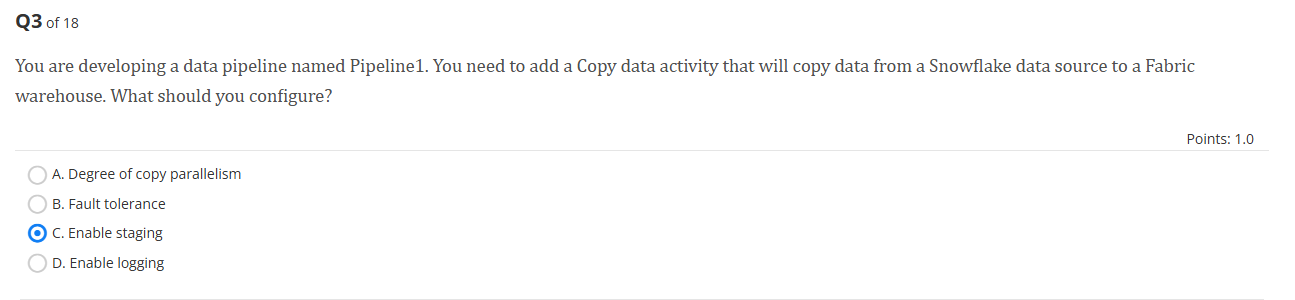 Q3 of 18
You are developing a data pipeline named Pipeline1. You need to add a Copy data activity that will copy data from a Snowflake data source to a Fabric
warehouse. What should you configure?
Points: 1.0
A. Degree of copy parallelism
B. Fault tolerance
C. Enable staging
D. Enable logging